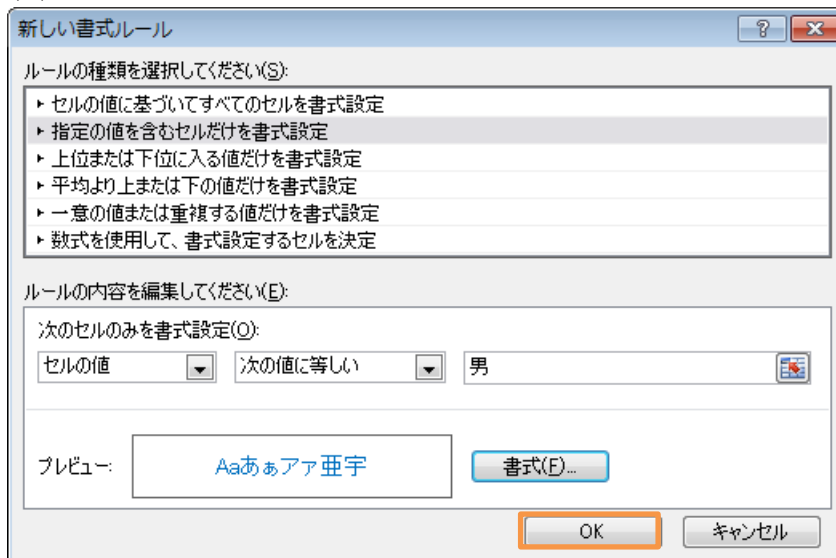 新しい書式ルール
ルールの種類を選択してください(S):
セルの値に基づいてすべてのセルを書式設定
指定の値を含むセルだけを書式設定
上位または下位に入る値だけを書式設定
平均より上または下の値だけを書式設定
一意の値または重複する値だけを書式設定
数式を使用して、書式設定するセルを決定
ルールの内容を編集してください(E):
次のセルのみを書式設定(O):
セルの値 次の値に等しい 男
プレビュー: Aaあぁアァ亜宇 書式(F)...
OK キャンセル